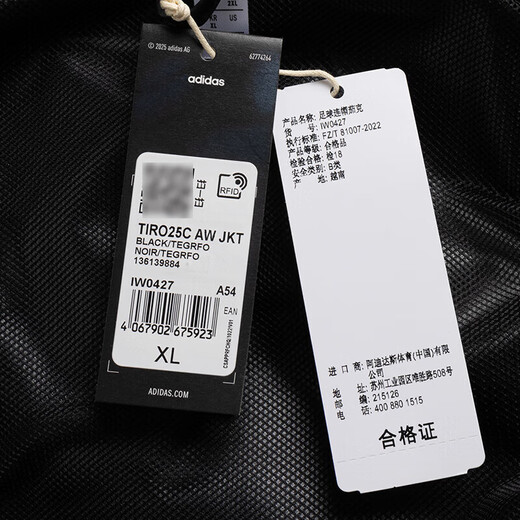 KR
XL
UK
© 2025 adidas AG
62774264
adidas
RFID
TIRO25C AW JKT
BLACK/TEGRFO
NOIR/TEGRFO
136139884
IW0427
A54
EAN
4 067902 675923
XL
ADIDAS.COM
产品名称: 足球连帽茄克
货 号: IW0427
执行标准: FZ/T 81007-2022
产品等级: 合格品
检验合格: 检18
安全类别: B类
产 地: 越南
进 口 商: 阿迪达斯体育(中国)有限
公司
地 址: 苏州工业园区唯胜路508号
邮 编: 215126
电 话: 400 880 1515
合格证